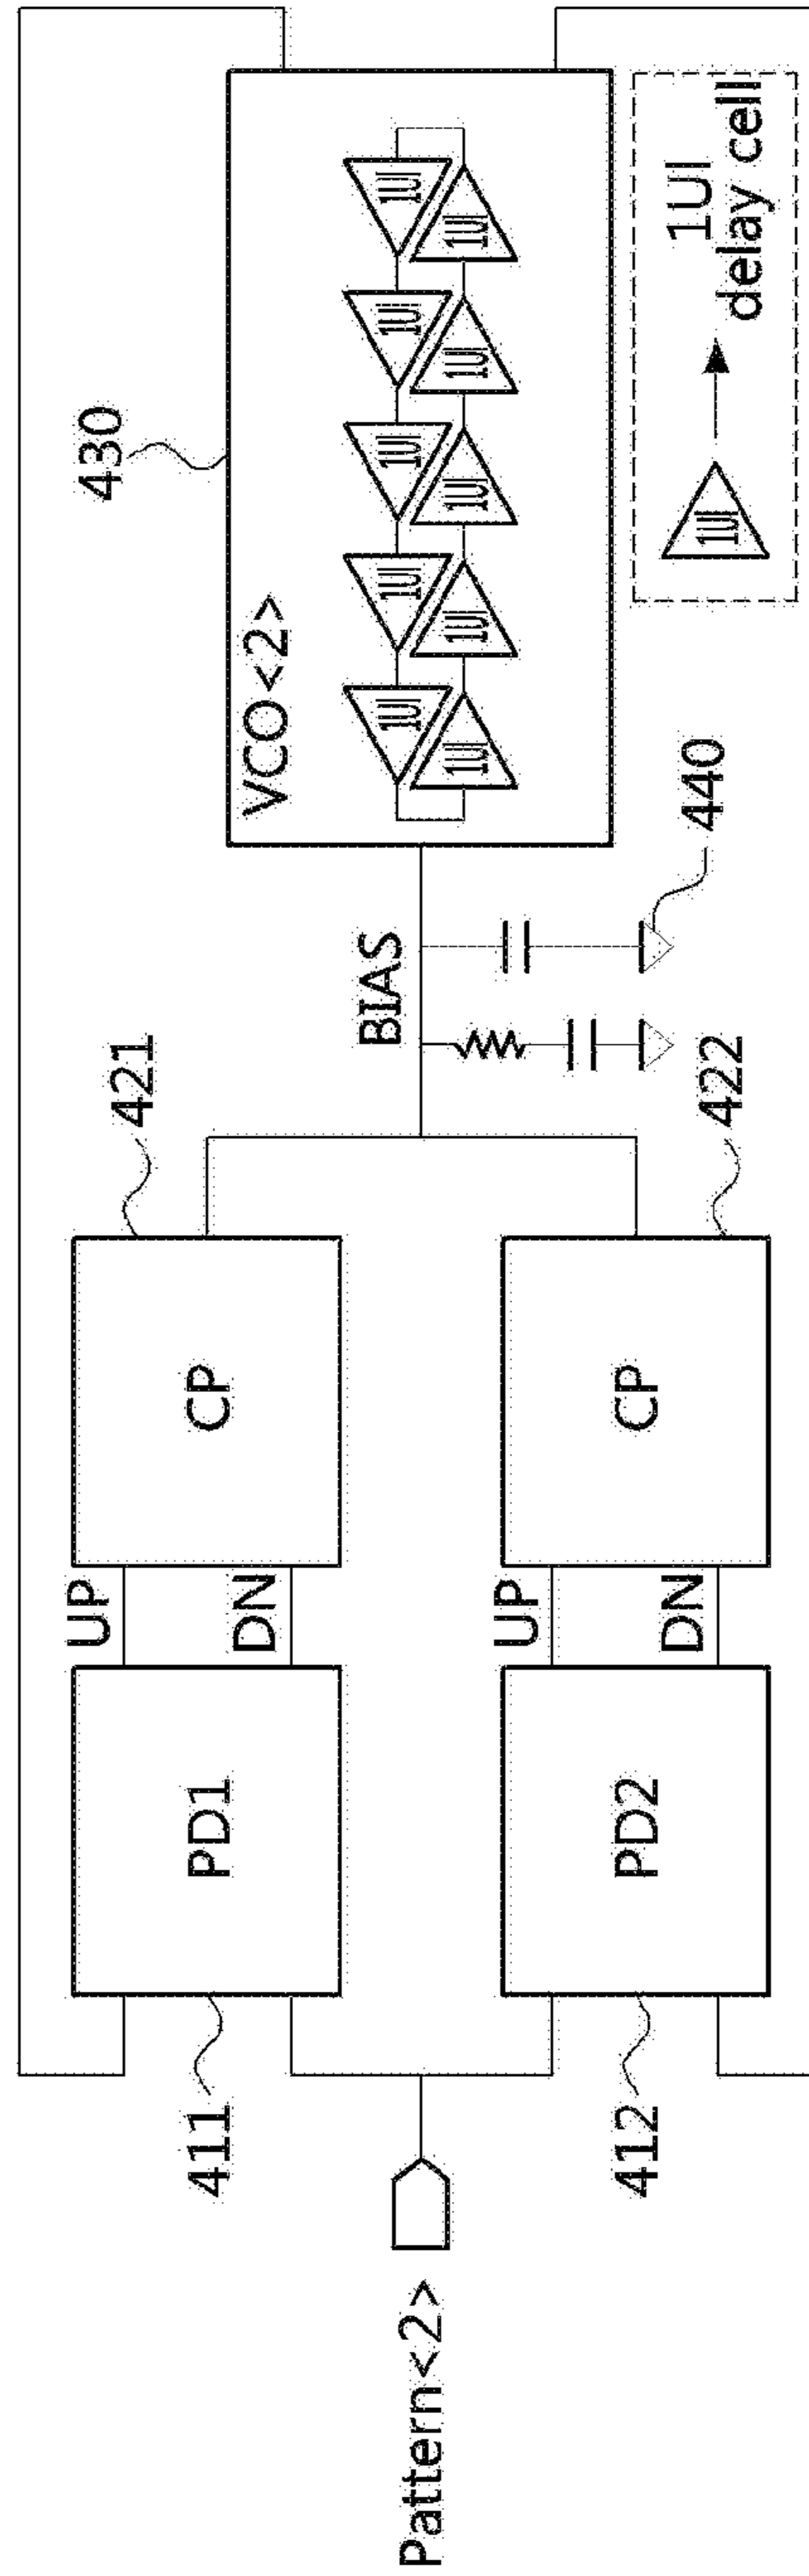 UP
421
430
VCO<2>
411
PD1
CP
DN
BIAS
1UI 1UI 1UI 1UI 1UI
1UI 1UI 1UI 1UI 1UI
Pattern<2>
UP
412
PD2
CP
DN
422
440
1UI
1UI
delay cell